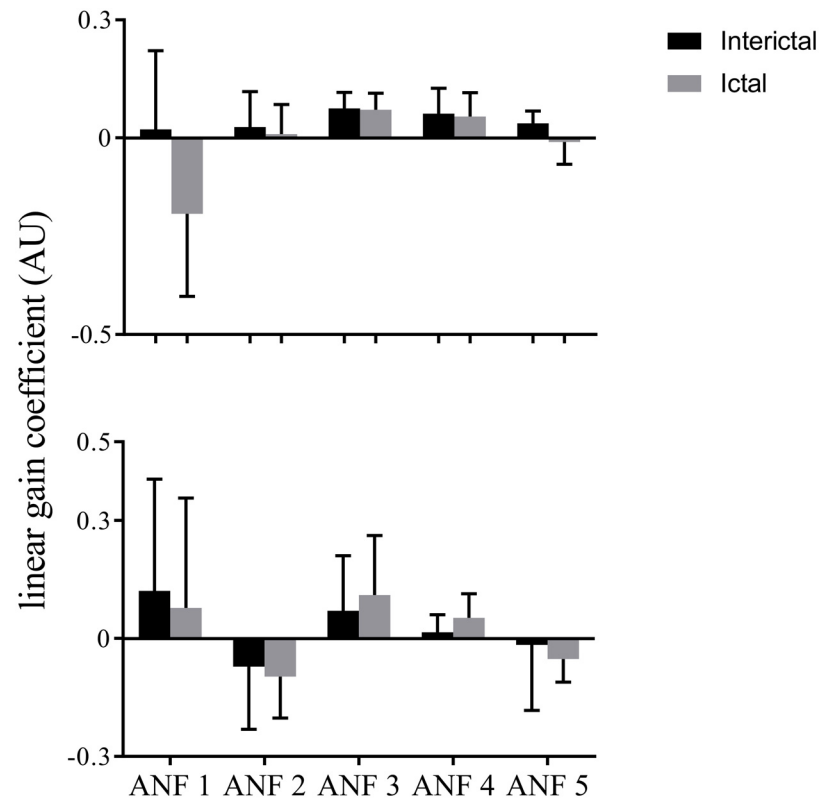 0.3
0
-0.5
Interictal
Ictal
linear gain coefficient (AU)
0.5
0.3
0
-0.3
ANF 1 ANF 2 ANF 3 ANF 4 ANF 5